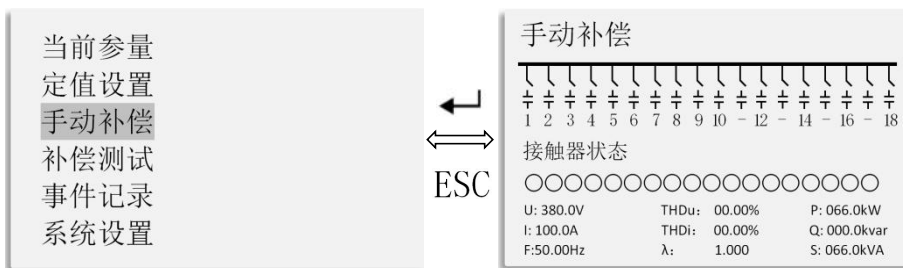 当前参量
定值设置
手动补偿
补偿测试
事件记录
系统设置
ESC
手动补偿
1 2 3 4 5 6 7 8 9 10 - 12 - 14 - 16 - 18
接触器状态
U: 380.0V THDu: 00.00% P: 066.0kW
I: 100.0A THDi: 00.00% Q: 000.0kvar
F:50.00Hz λ: 1.000 S: 066.0kVA